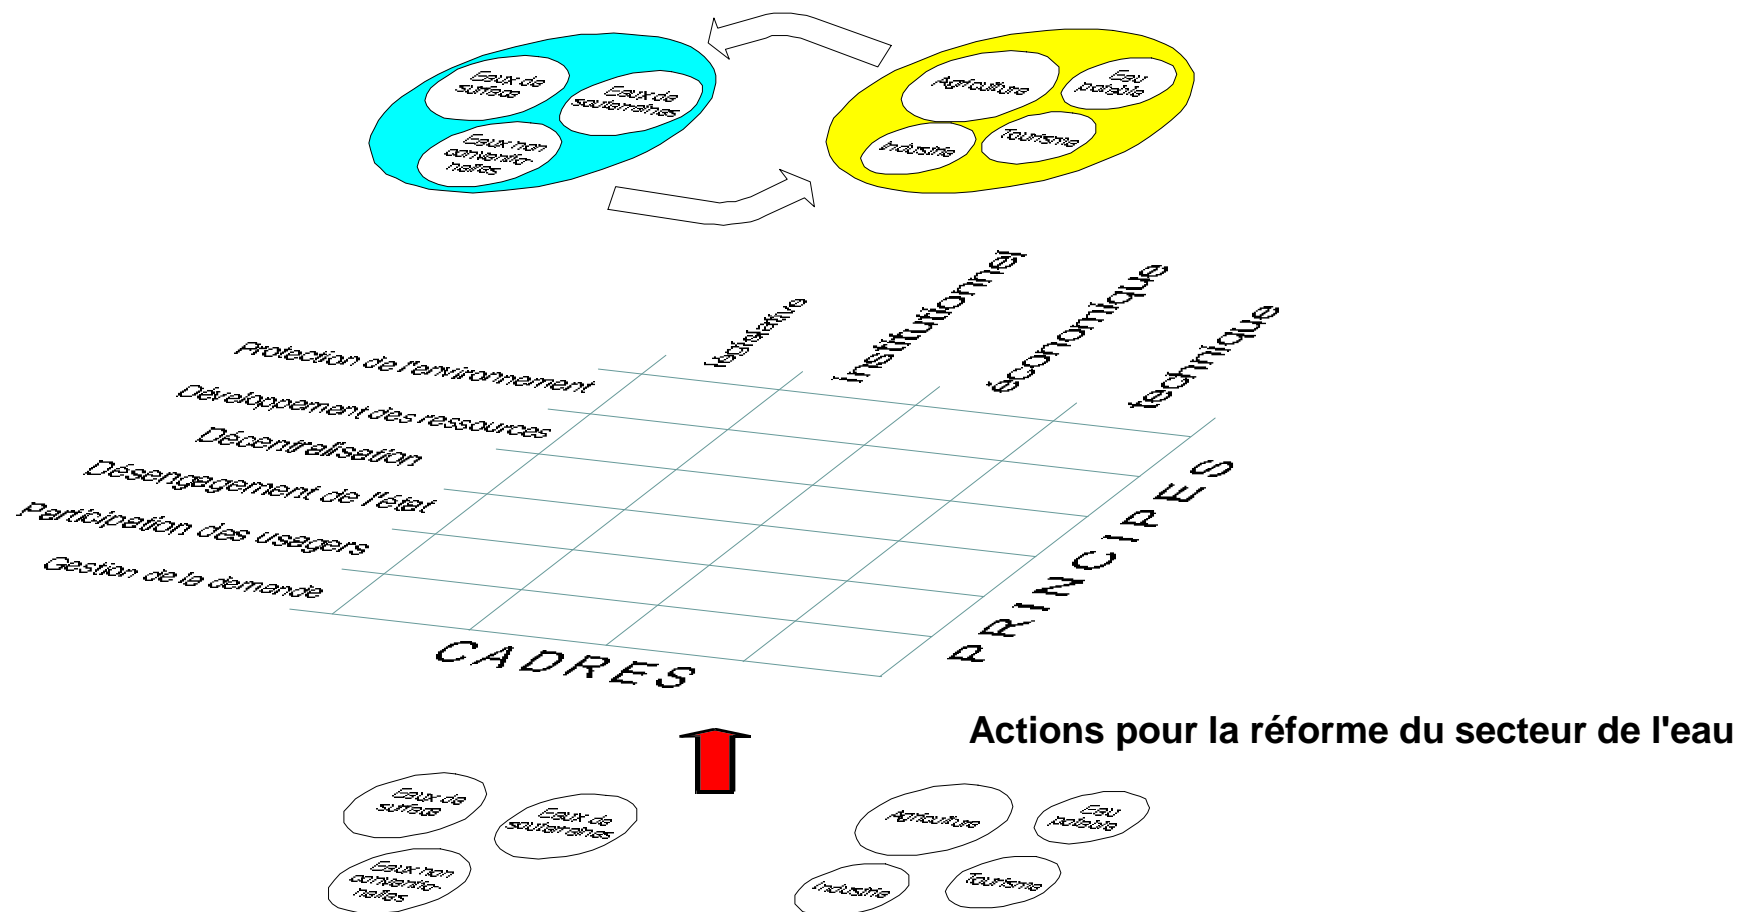 Eaux de
surface
Eaux de
souterraines
Eaux non
conventio-
nelles
Agriculture
Eau
potable
Industrie
Tourisme
législative
institutionnel
économique
technique
Protection de l'environnement
Développement des ressources
Décentralisation
Désengagement de l'état
Participation des usagers
Gestion de la demande
CADRES
PRINCIPES
Actions pour la réforme du secteur de l'eau
Eaux de
surface
Eaux de
souterraines
Eaux non
conventio-
nelles
Agriculture
Eau
potable
Industrie
Tourisme